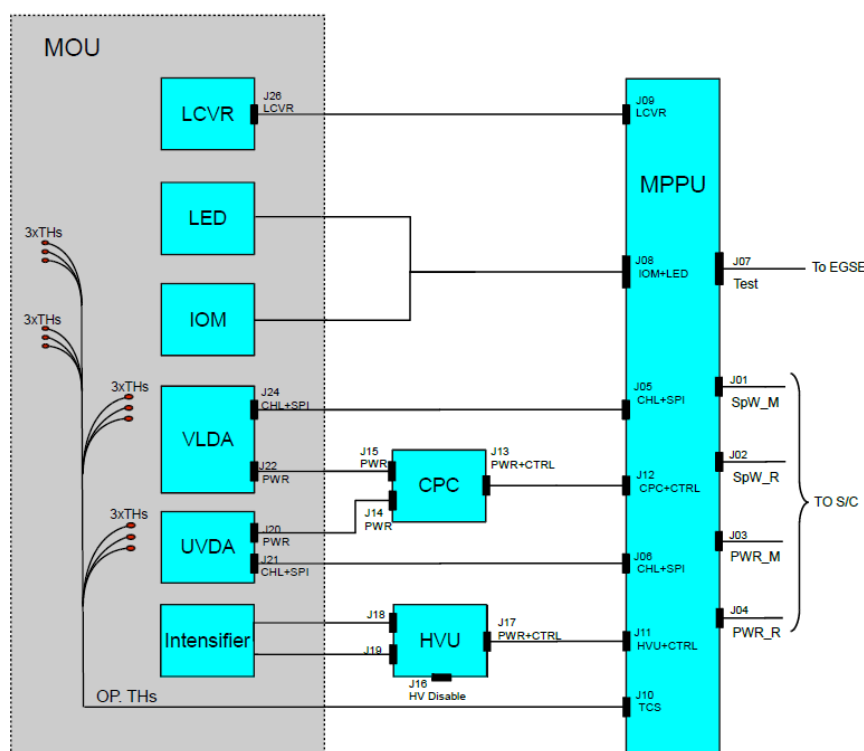 MOU
LCVR
J26
LCVR
J09
LCVR
MPPU
LED
3xTHs
J08
IOM+LED
J07
Test
To EGSE
IOM
3xTHs
3xTHs
J24
CHL+SPI
VLDA
J22
PWR
J05
CHL+SPI
J01
SpW_M
J15
PWR
CPC
J13
PWR+CTRL
J14
PWR
J12
CPC+CTRL
J02
SpW_R
TO S/C
3xTHs
UVDA
J20
PWR
J21
CHL+SPI
J06
CHL+SPI
J03
PWR_M
Intensifier
J18
J19
HVU
J17
PWR+CTRL
J16
HV Disable
J11
HVU+CTRL
J04
PWR_R
OP. THs
J10
TCS